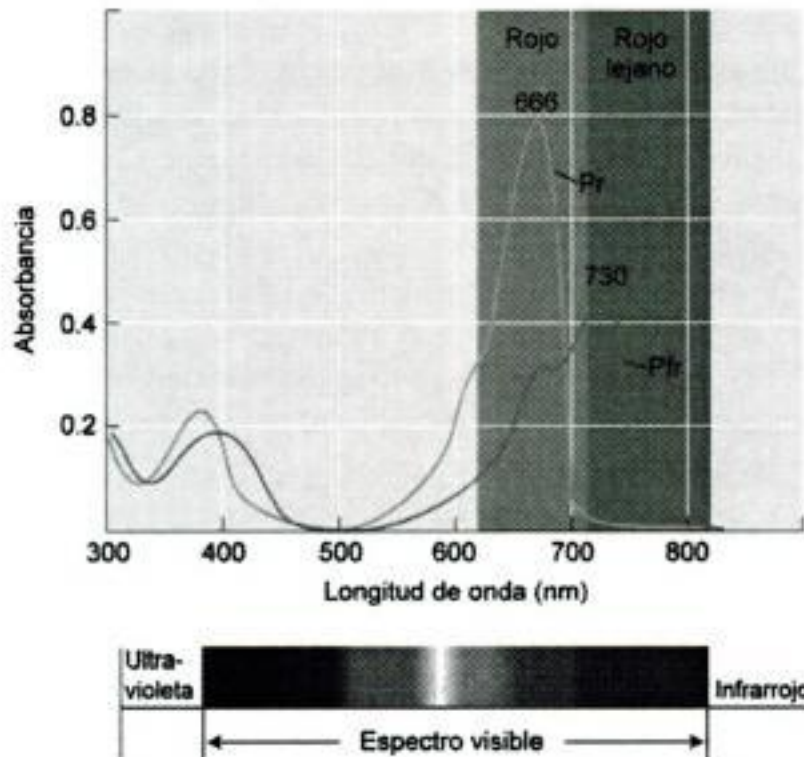 Rojo
Rojo
lejano
666
0.8
Pr
0.6
730
0.4
Pfr
0.2
Absorbancia
300 400 500 600 700 800
Longitud de onda (nm)
Ultra-
violeta
Infrarrojo
Espectro visible